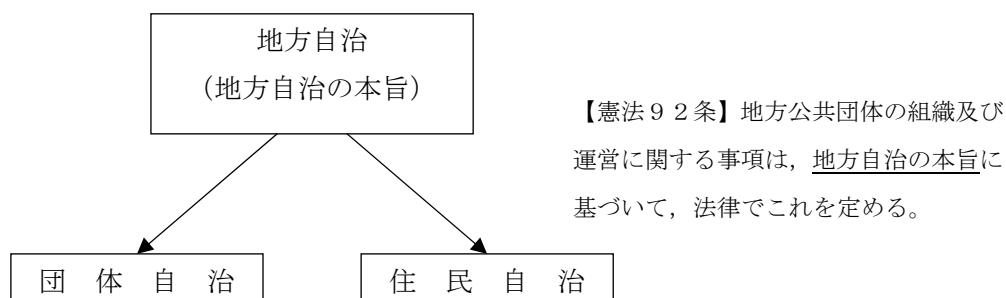 地方自治
（地方自治の本旨）
【憲法９２条】地方公共団体の組織及び
運営に関する事項は，地方自治の本旨に
基づいて，法律でこれを定める。
団　体　自　治
住　民　自　治